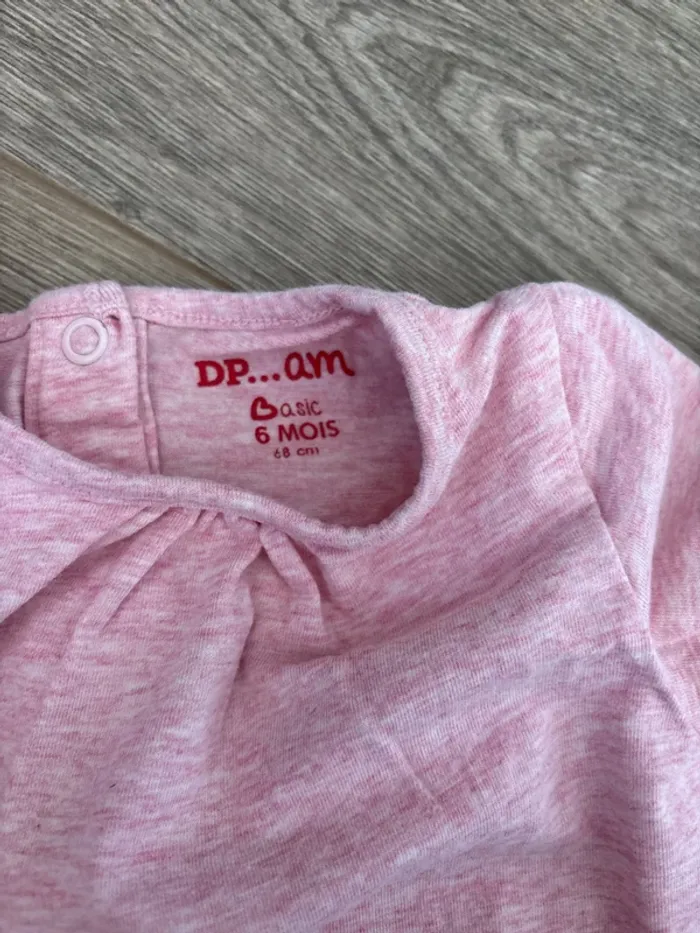 DP...am
Basic
6 MOIS
68 cm